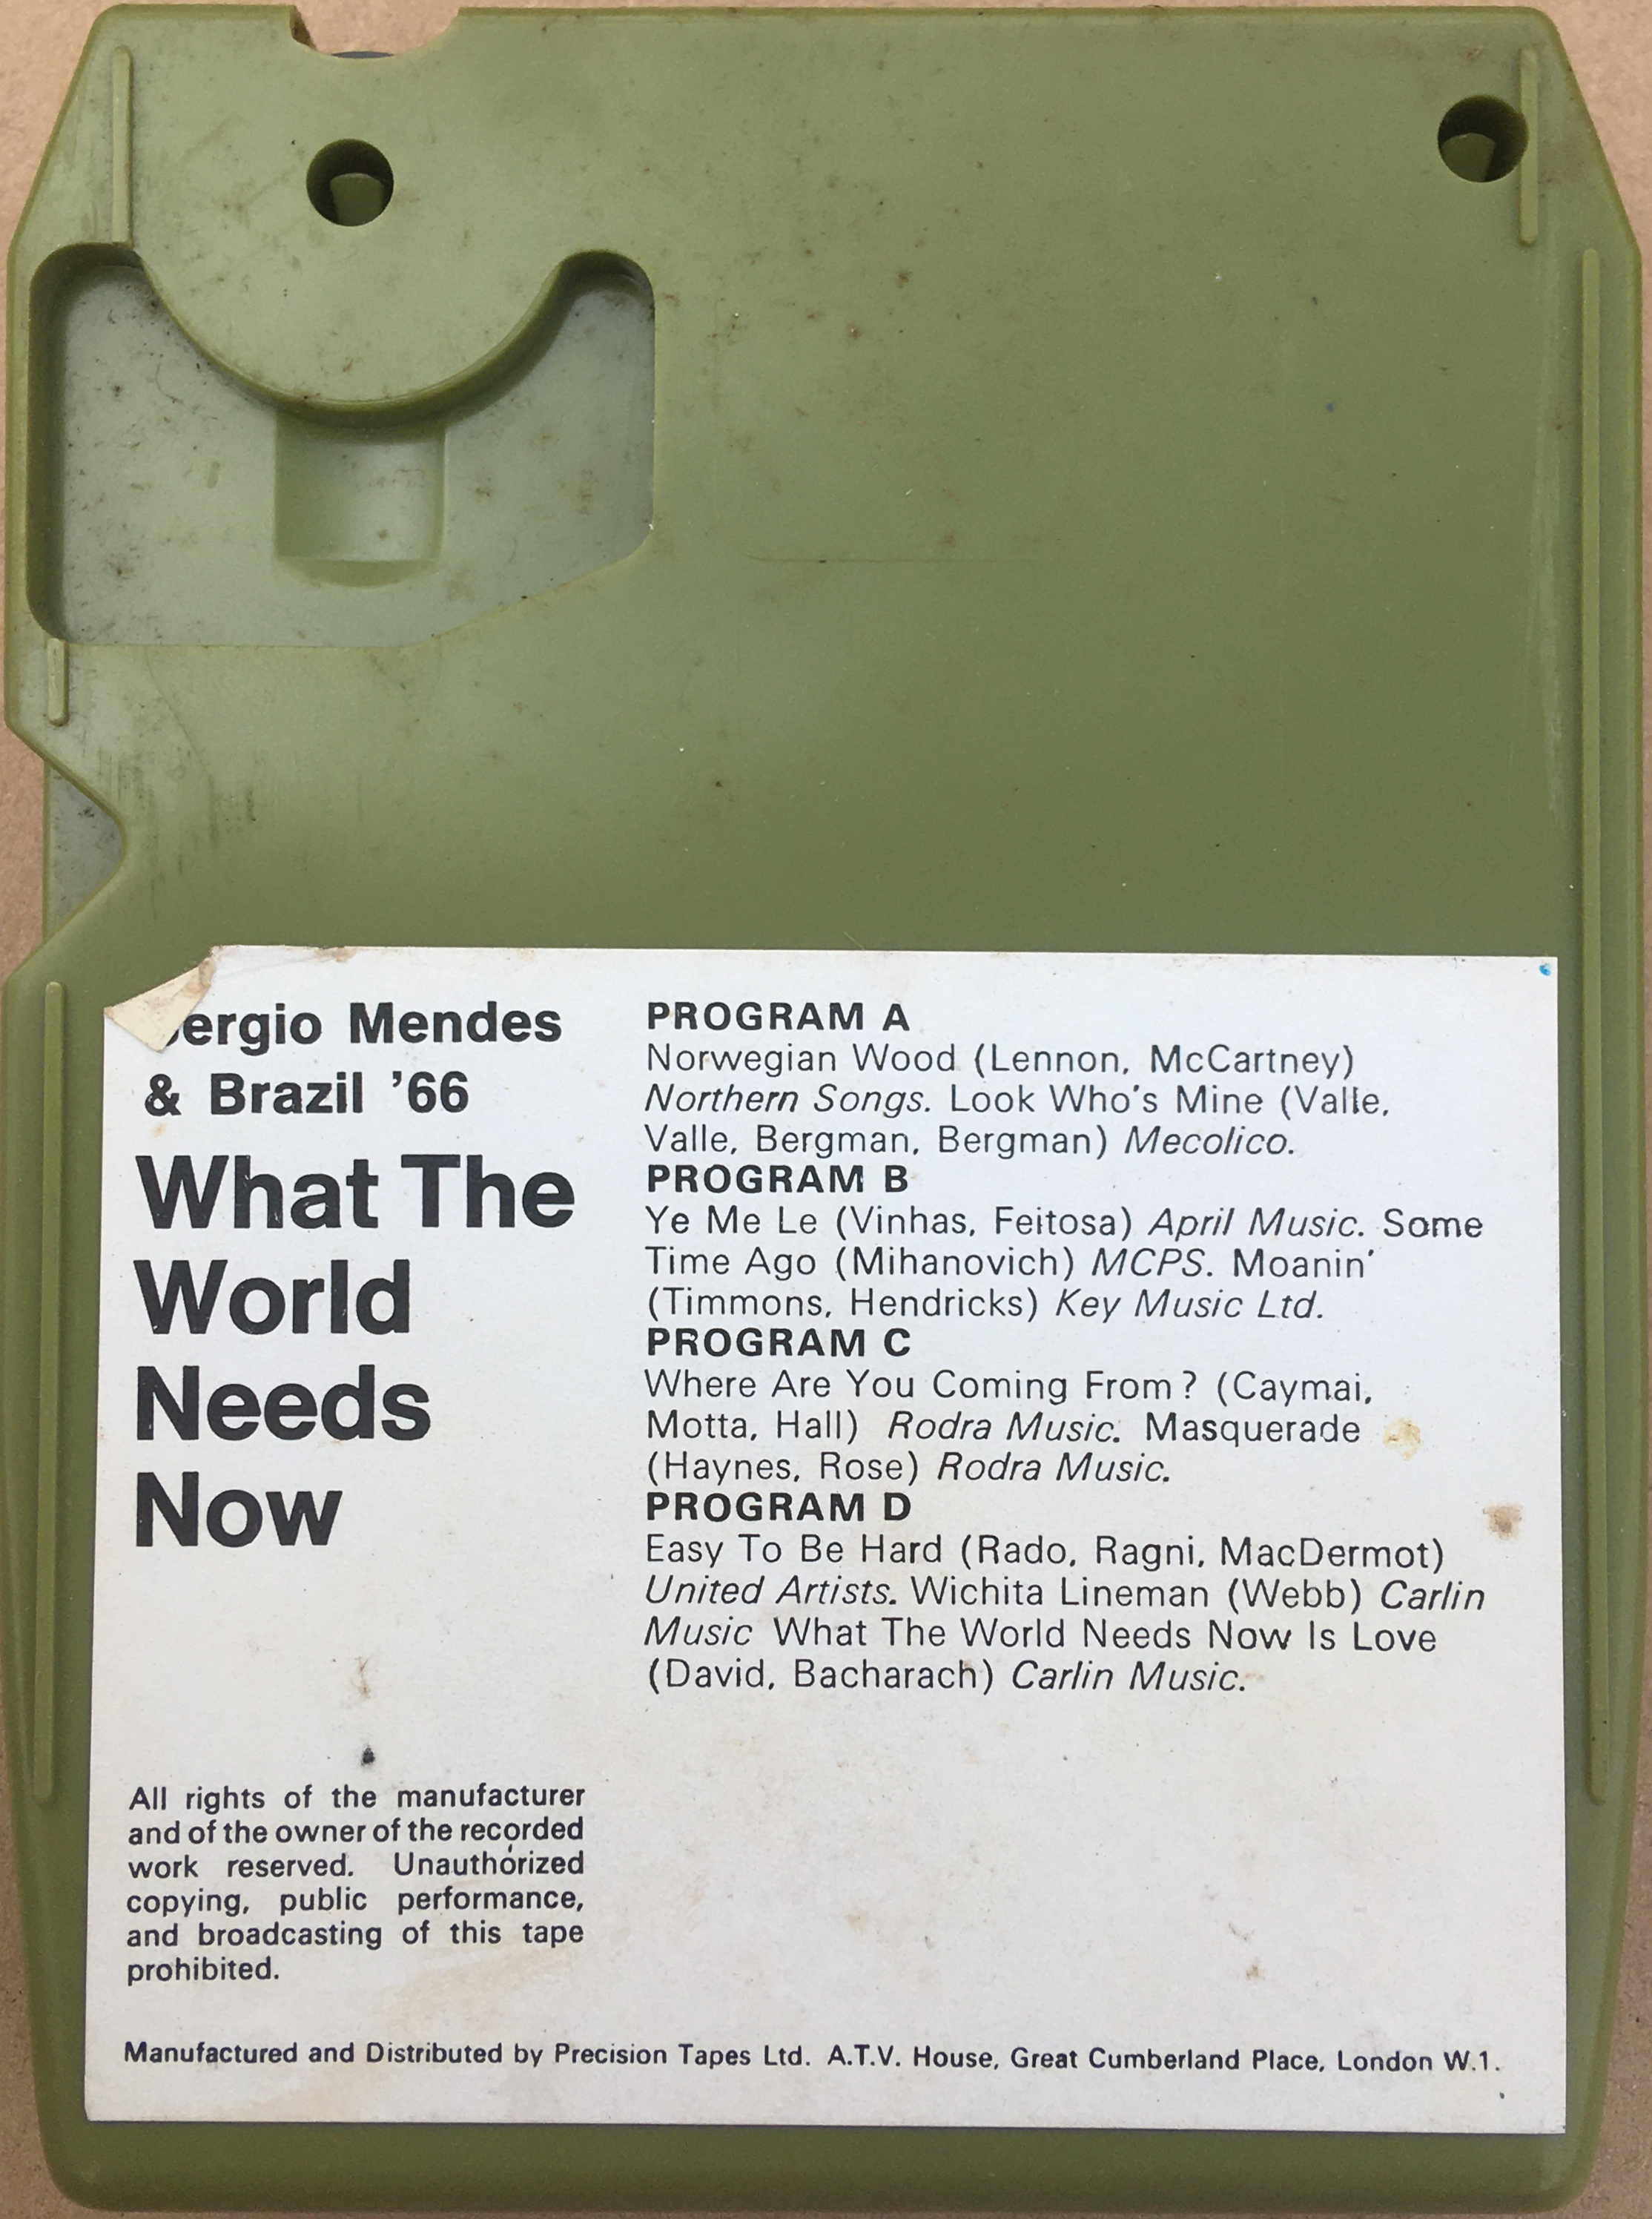 ergio Mendes
& Brazil ’66
What The
World
Needs
Now
All rights of the manufacturer
and of the owner of the recorded
work reserved. Unauthorized
copying, public performance,
and broadcasting of this tape
prohibited.
PROGRAM A
Norwegian Wood (Lennon, McCartney)
Northern Songs. Look Who's Mine (Valle,
Valle, Bergman, Bergman) Mecolico.
PROGRAM B
Ye Me Le (Vinhas, Feitosa) April Music. Some
Time Ago (Mihanovich) MCPS. Moanin'
(Timmons, Hendricks) Key Music Ltd.
PROGRAM C
Where Are You Coming From? (Caymai,
Motta, Hall) Rodra Music. Masquerade
(Haynes, Rose) Rodra Music.
PROGRAM D
Easy To Be Hard (Rado, Ragni, MacDermot)
United Artists. Wichita Lineman (Webb) Carlin
Music What The World Needs Now Is Love
(David, Bacharach) Carlin Music.
Manufactured and Distributed by Precision Tapes Ltd. A.T.V. House, Great Cumberland Place, London W.1.